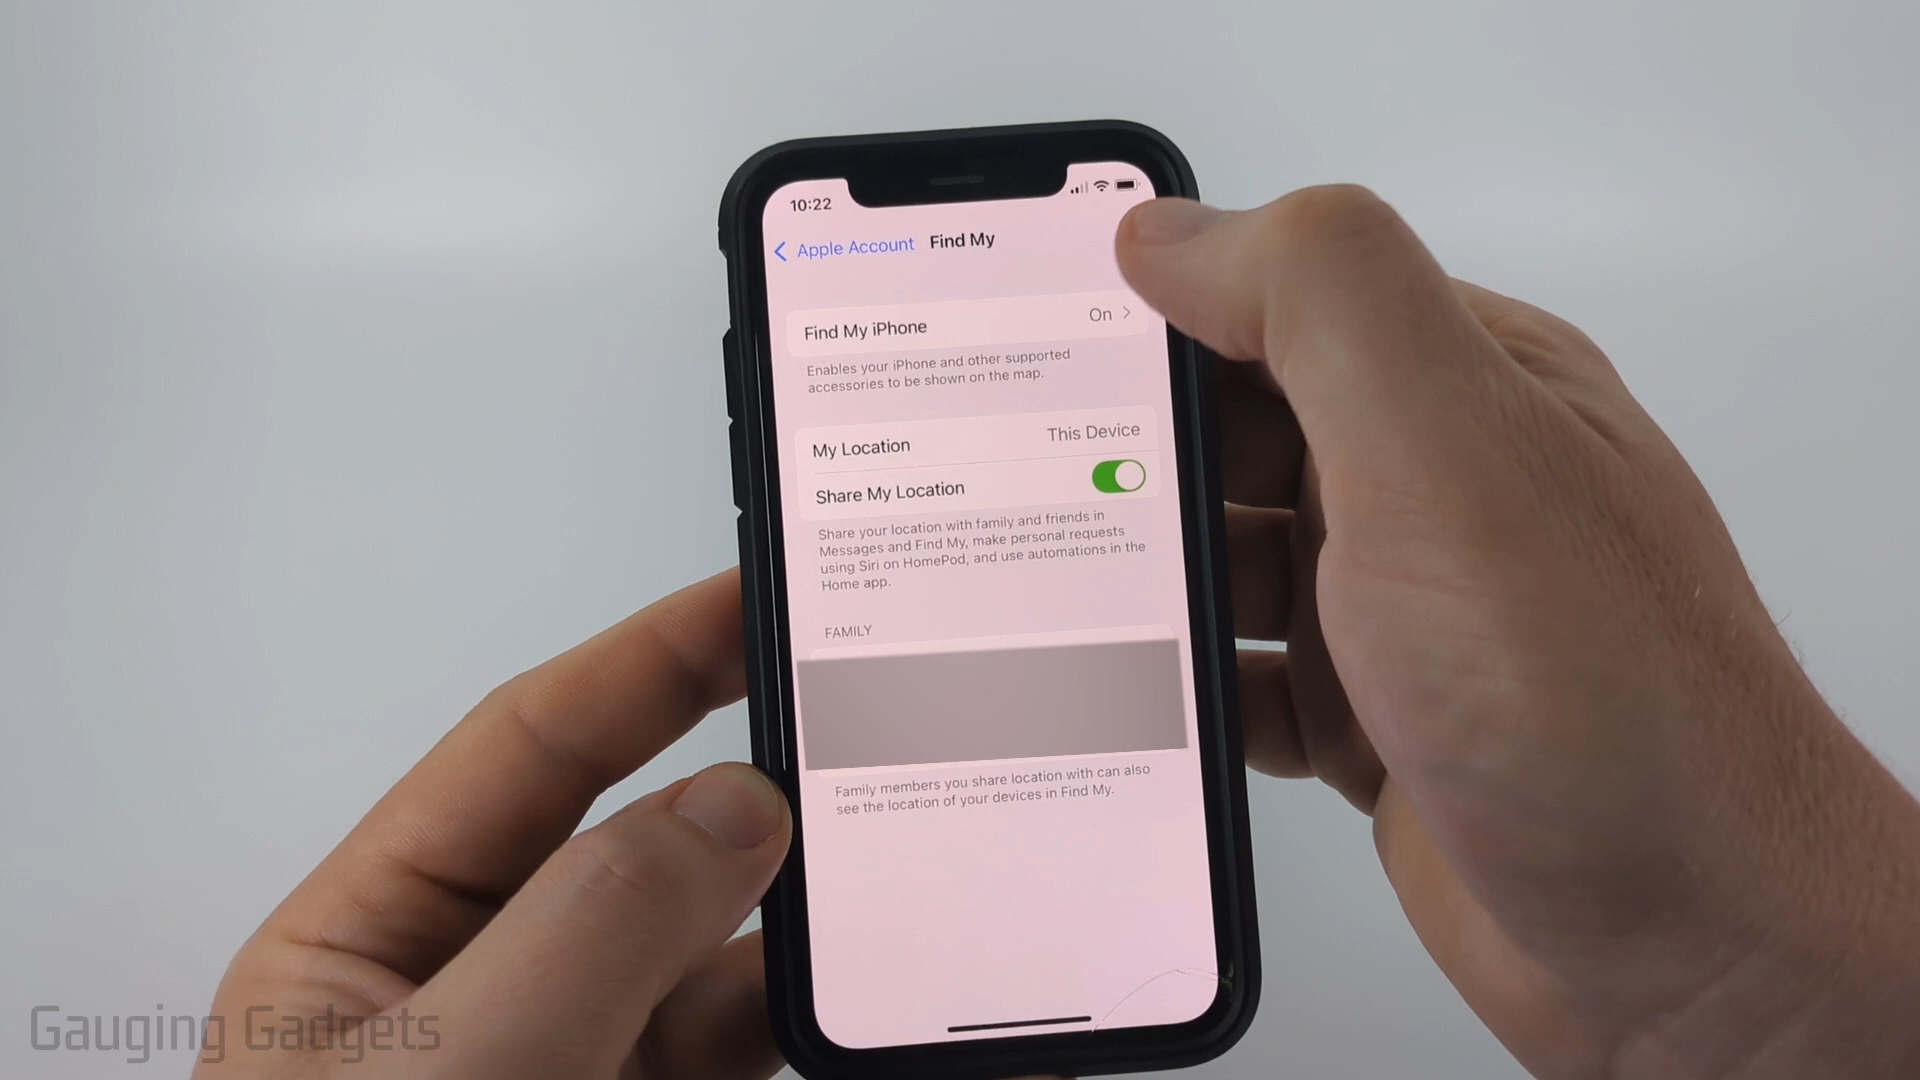 10:22
Apple Account Find My
Find My iPhone On
Enables your iPhone and other supported
accessories to be shown on the map.
My Location This Device
Share My Location
Share your location with family and friends in
Messages and Find My, make personal requests
using Siri on HomePod, and use automations in the
Home app.
FAMILY
Family members you share location with can also
see the location of your devices in Find My.
Gauging Gadgets